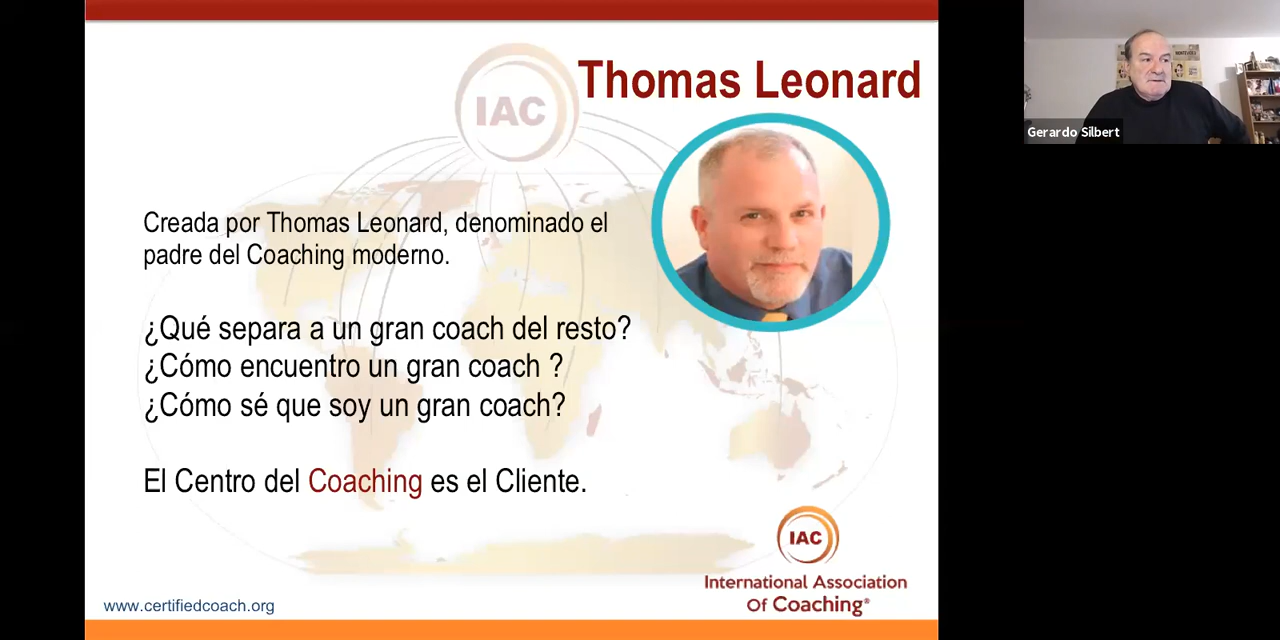 IAC
Thomas Leonard
Gerardo Silbert
Creada por Thomas Leonard, denominado el
padre del Coaching moderno.
¿Qué separa a un gran coach del resto?
¿Cómo encuentro un gran coach ?
¿Cómo sé que soy un gran coach?
El Centro del Coaching es el Cliente.
IAC
International Association
Of Coaching®
www.certifiedcoach.org